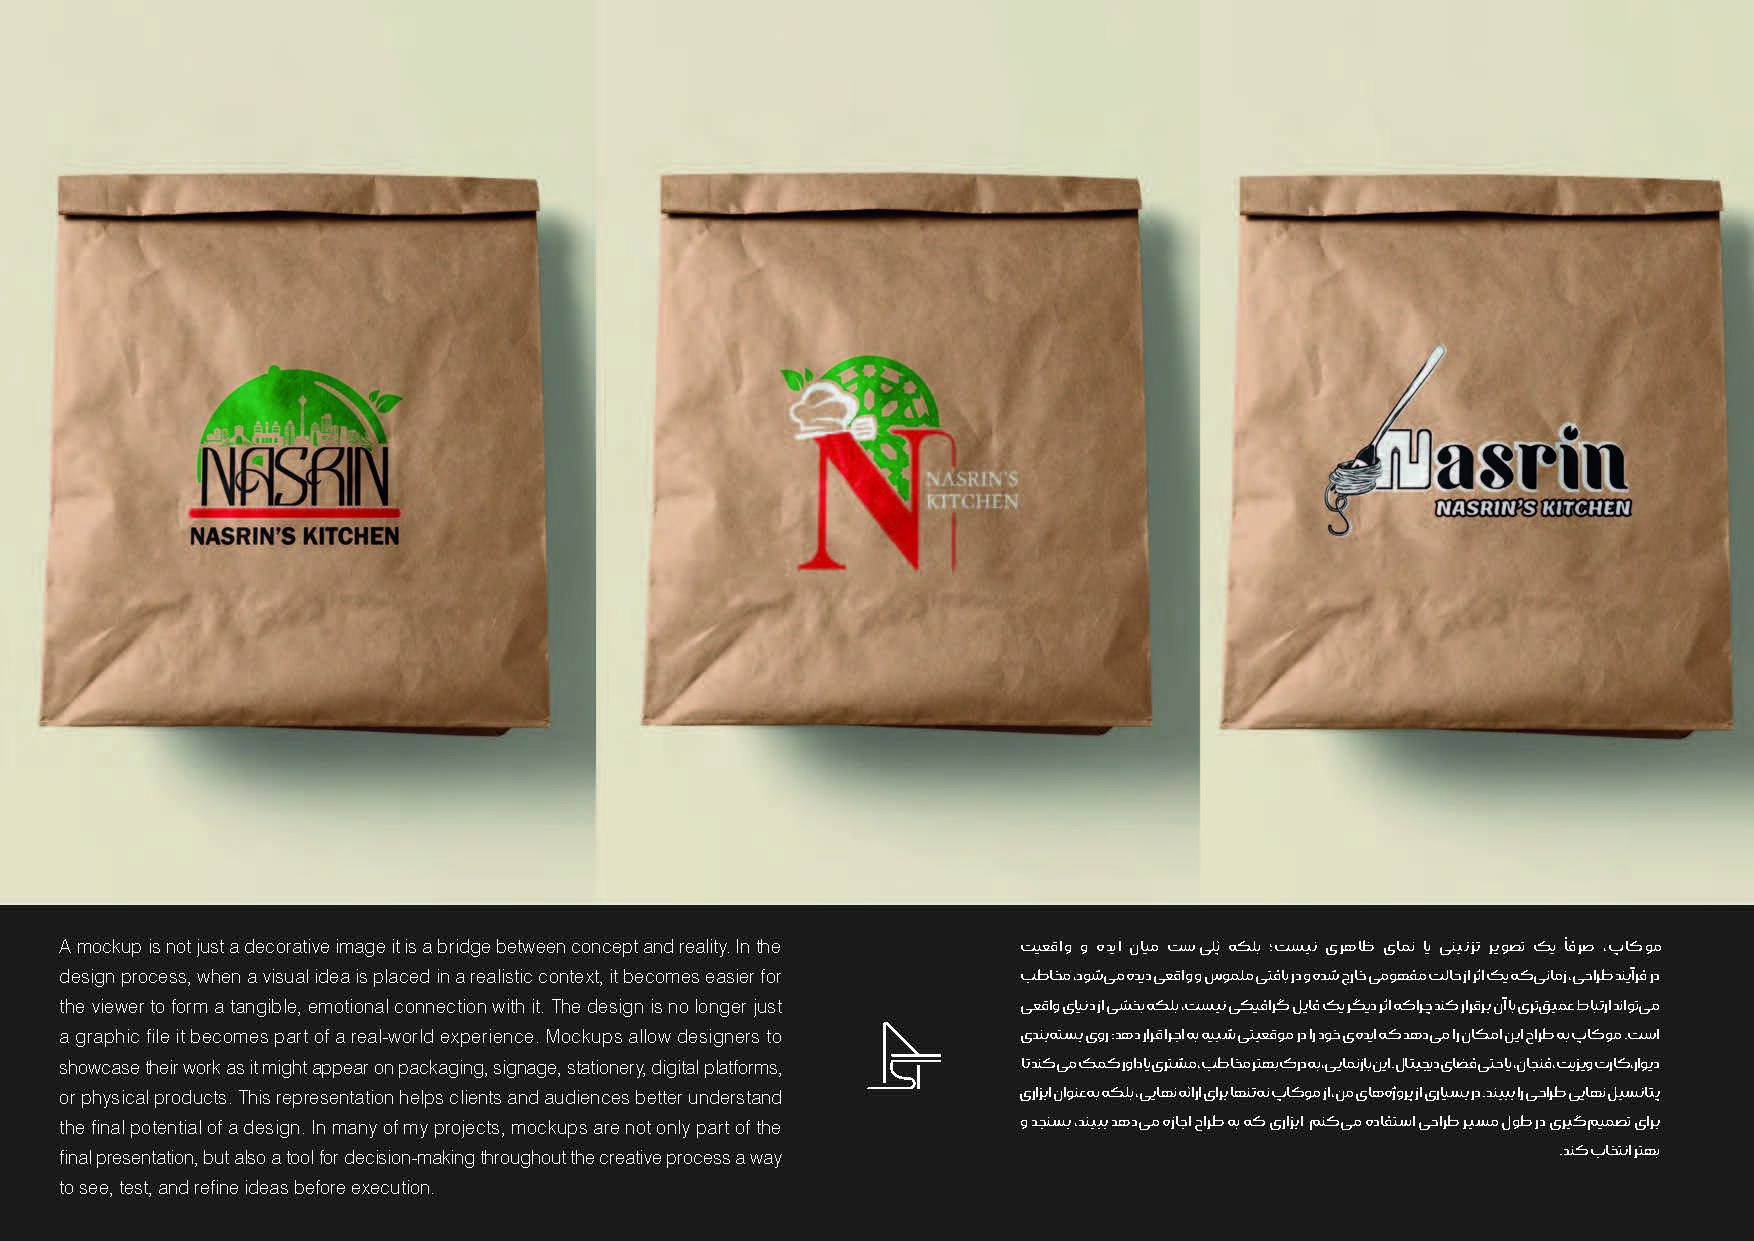 NASRIN
NASRIN'S KITCHEN
N
NASRIN'S
KITCHEN
Nasrin
NASRIN'S KITCHEN
A mockup is not just a decorative image it is a bridge between concept and reality. In the
design process, when a visual idea is placed in a realistic context, it becomes easier for
the viewer to form a tangible, emotional connection with it. The design is no longer just
a graphic file it becomes part of a real-world experience. Mockups allow designers to
showcase their work as it might appear on packaging, signage, stationery, digital platforms,
or physical products. This representation helps clients and audiences better understand
the final potential of a design. In many of my projects, mockups are not only part of the
final presentation, but also a tool for decision-making throughout the creative process a way
to see, test, and refine ideas before execution.
موکاپ، صرفاً یک تصویر تزئینی یا نمای ظاهری نیست؛ بلکه پُلی‌ست میان ایده و واقعیت
در فرآیند طراحی، زمانی‌که یک اثر از حالت مفهومی خارج شده و در بافتی ملموس و واقعی دیده می‌شود، مخاطب
می‌تواند ارتباط عمیق‌تری با آن برقرار کند چراکه اثر دیگر یک فایل گرافیکی نیست، بلکه بخشی از دنیای واقعی
است. موکاپ به طراح این امکان را می‌دهد که ایده‌ی خود را در موقعیتی شبیه به اجرا قرار دهد: روی بسته‌بندی
دیوار، کارت ویزیت، فنجان، یا حتی فضای دیجیتال. این بازنمایی، به درک بهتر مخاطب، مشتری یا داور کمک می‌کند تا
پتانسیل نهایی طراحی را ببیند. در بسیاری از پروژه‌های من، از موکاپ نه‌تنها برای ارائه نهایی، بلکه به‌عنوان ابزاری
برای تصمیم‌گیری در طول مسیر طراحی استفاده می‌کنم ابزاری که به طراح اجازه می‌دهد ببیند، بسنجد و
بهتر انتخاب کند.